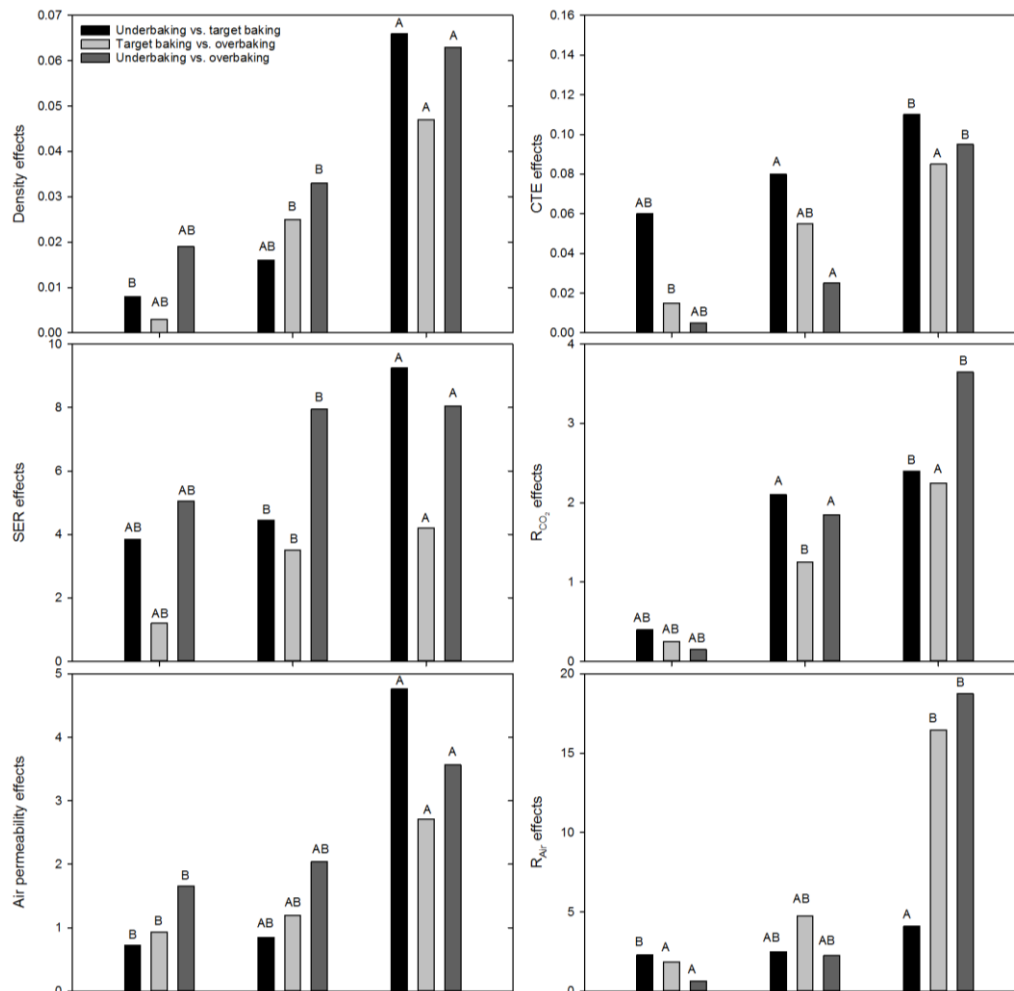 Underbaking vs. target baking
Target baking vs. overbaking
Underbaking vs. overbaking
Density effects
0.07
0.06
0.05
0.04
0.03
0.02
0.01
0.00
B
AB
AB
AB
B
B
A
A
A
CTE effects
0.16
0.14
0.12
0.10
0.08
0.06
0.04
0.02
0.00
AB
B
AB
A
AB
A
B
A
B
SER effects
10
8
6
4
2
0
AB
AB
AB
B
B
B
A
A
A
R_CO₂ effects
4
3
2
1
0
AB
AB
AB
A
B
A
B
A
B
Air permeability effects
5
4
3
2
1
0
B
B
B
AB
AB
AB
A
A
A
R_Air effects
20
15
10
5
0
B
A
A
AB
AB
AB
A
B
B